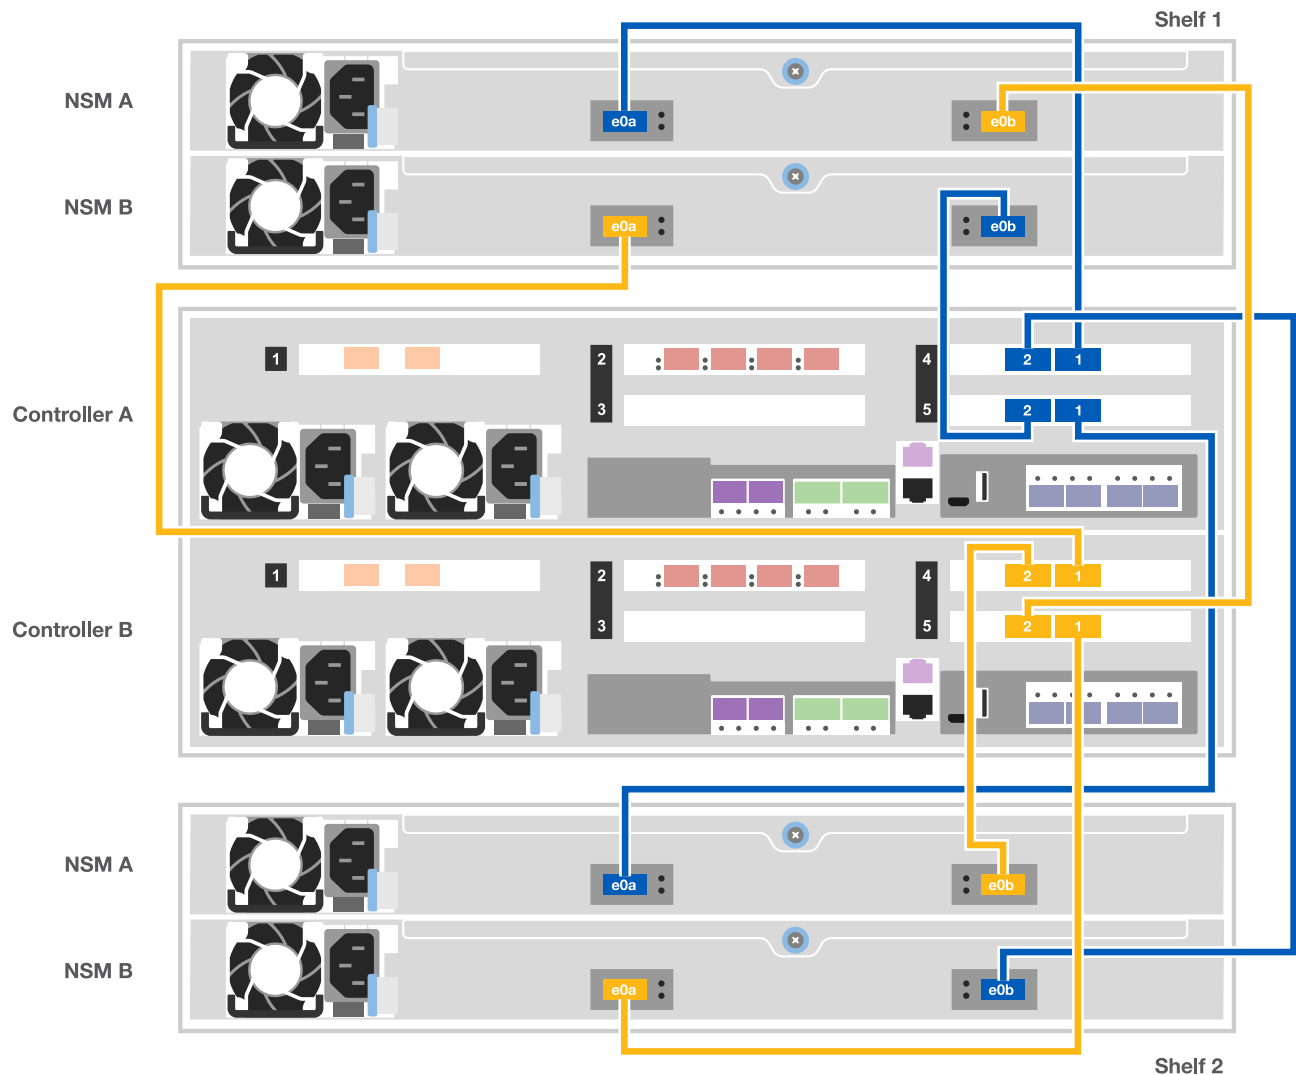 Shelf 1
NSM A
e0a
e0b
NSM B
e0a
e0b
1
2
4
2 1
Controller A
3
5
2 1
1
2
4
2 1
Controller B
3
5
2 1
NSM A
e0a
e0b
NSM B
e0a
e0b
Shelf 2